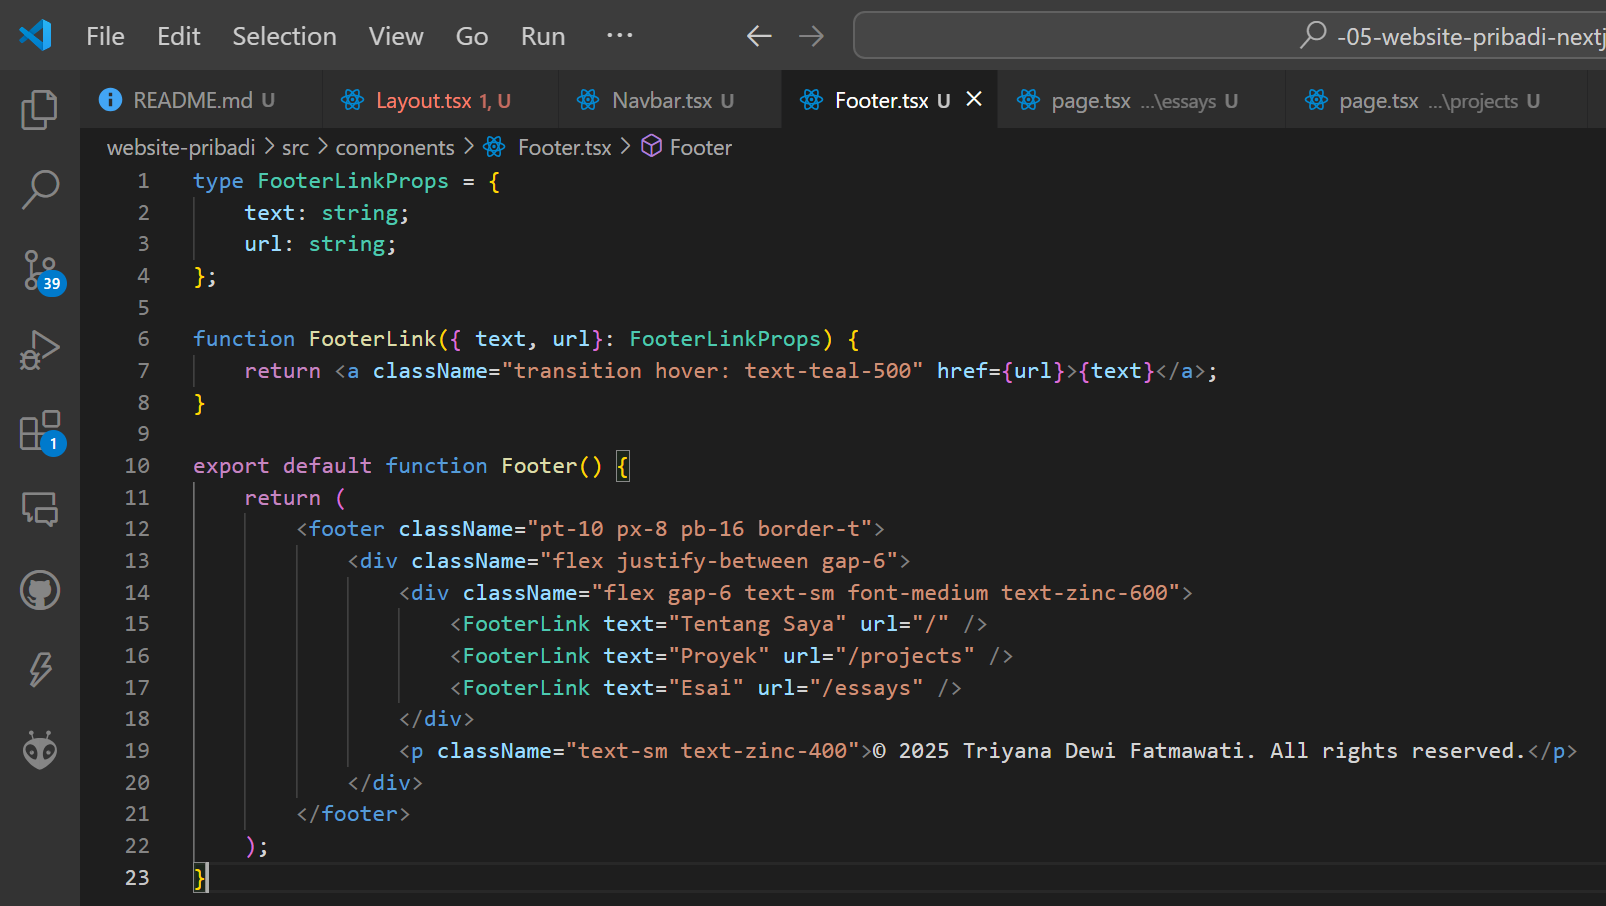 File Edit Selection View Go Run ···
-05-website-pribadi-nextj
README.md U Layout.tsx 1, U Navbar.tsx U Footer.tsx U page.tsx ...\essays U page.tsx ...\projects U
website-pribadi > src > components > Footer.tsx > Footer
1 type FooterLinkProps = {
2     text: string;
3     url: string;
4 };
5
6 function FooterLink({ text, url}: FooterLinkProps) {
7     return <a className="transition hover: text-teal-500" href={url}>{text}</a>;
8 }
9
10 export default function Footer() {
11     return (
12         <footer className="pt-10 px-8 pb-16 border-t">
13             <div className="flex justify-between gap-6">
14                 <div className="flex gap-6 text-sm font-medium text-zinc-600">
15                     <FooterLink text="Tentang Saya" url="/" />
16                     <FooterLink text="Proyek" url="/projects" />
17                     <FooterLink text="Esai" url="/essays" />
18                 </div>
19                 <p className="text-sm text-zinc-400">© 2025 Triyana Dewi Fatmawati. All rights reserved.</p>
20             </div>
21         </footer>
22     );
23 }
39
1